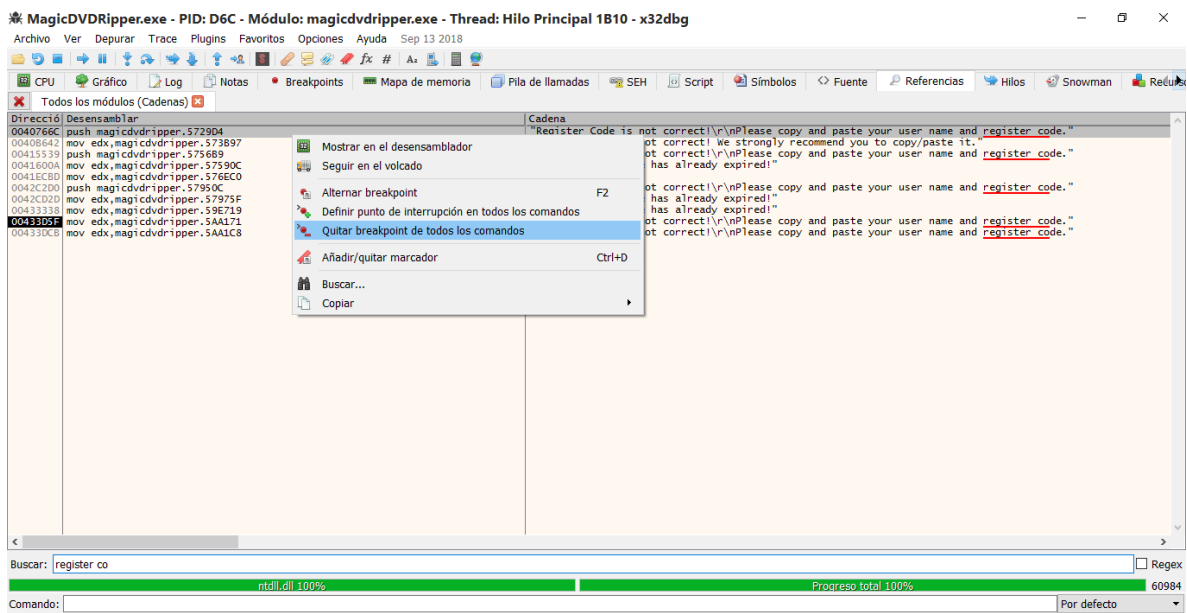 MagicDVDRipper.exe - PID: D6C - Módulo: magicdvdripper.exe - Thread: Hilo Principal 1B10 - x32dbg
Archivo Ver Depurar Trace Plugins Favoritos Opciones Ayuda Sep 13 2018
CPU Gráfico Log Notas Breakpoints Mapa de memoria Pila de llamadas SEH Script Símbolos Fuente Referencias Hilos Snowman
Todos los módulos (Cadenas)
Direcció Desensamblar Cadena
0040766C push magicdvdripper.5729D4 "Register Code is not correct!\r\nPlease copy and paste your user name and register code."
0040B642 mov edx,magicdvdripper.573B97 ot correct! We strongly recommend you to copy/paste it."
00415539 push magicdvdripper.5756B9 ot correct!\r\nPlease copy and paste your user name and register code."
0041600A mov edx,magicdvdripper.57590C has already expired!"
0041ECBD mov edx,magicdvdripper.576EC0
0042C2D0 push magicdvdripper.57950C ot correct!\r\nPlease copy and paste your user name and register code."
0042CD2D mov edx,magicdvdripper.57975F has already expired!"
00433338 mov edx,magicdvdripper.59E719 has already expired!"
00433D5F mov edx,magicdvdripper.5AA171 ot correct!\r\nPlease copy and paste your user name and register code."
00433DCB mov edx,magicdvdripper.5AA1C8 ot correct!\r\nPlease copy and paste your user name and register code."
Mostrar en el desensamblador
Seguir en el volcado
Alternar breakpoint F2
Definir punto de interrupción en todos los comandos
Quitar breakpoint de todos los comandos
Añadir/quitar marcador Ctrl+D
Buscar...
Copiar
Buscar: register co Regex
ntdll.dll 100% Progreso total 100% 60984
Comando: Por defecto